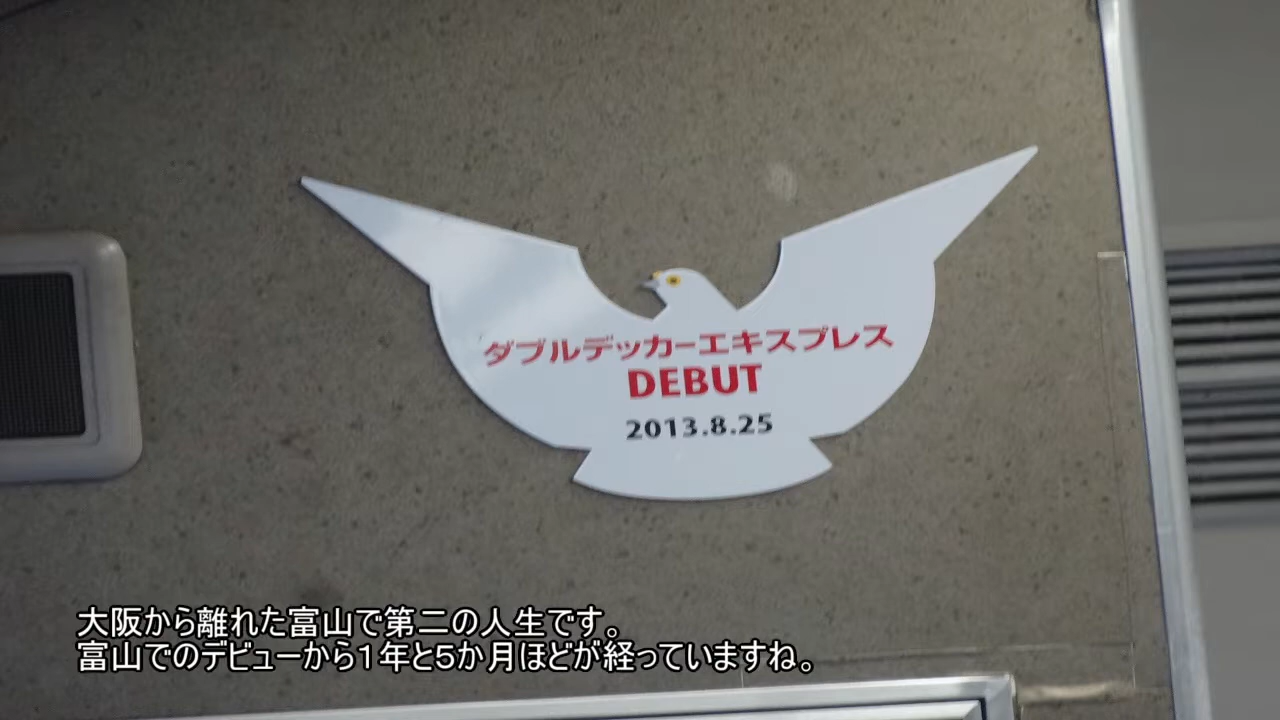 ダブルデッカーエキスプレス
DEBUT
2013.8.25
大阪から離れた富山で第二の人生です。
富山でのデビューから1年と5か月ほどが経っていますね。